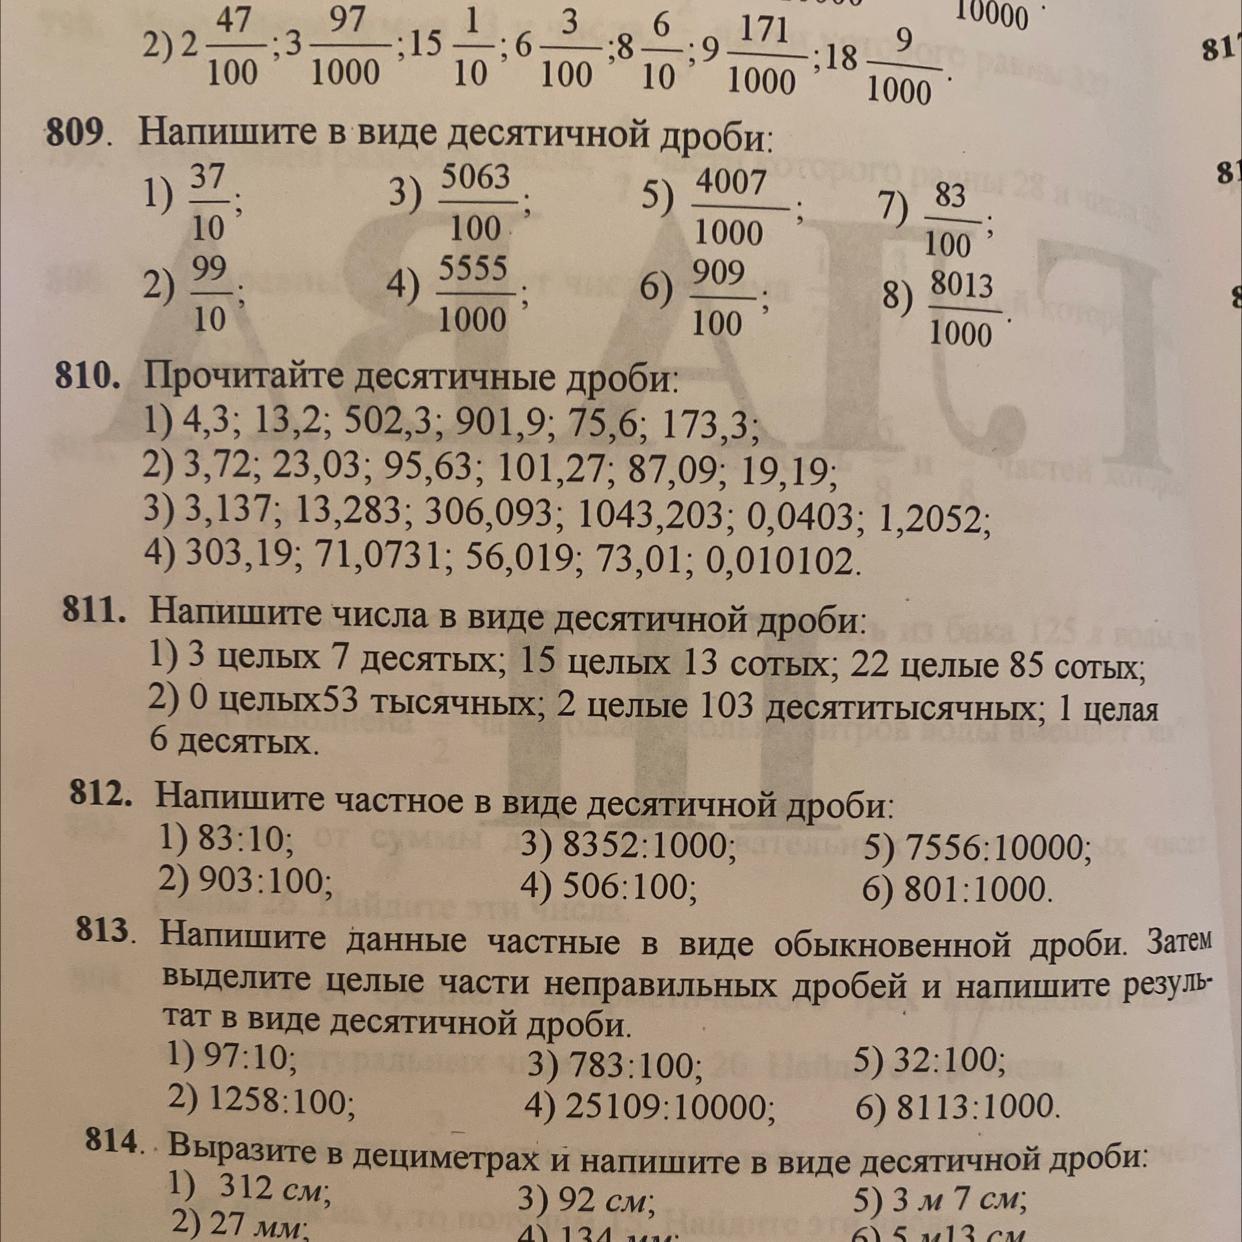 10000.
2) 2 47/100; 3 97/1000; 15 1/10; 6 3/100; 8 6/10; 9 171/1000; 18 9/1000.
809. Напишите в виде десятичной дроби:
1) 37/10; 3) 5063/100; 5) 4007/1000; 7) 83/100;
2) 99/10; 4) 5555/1000; 6) 909/100; 8) 8013/1000.
810. Прочитайте десятичные дроби:
1) 4,3; 13,2; 502,3; 901,9; 75,6; 173,3;
2) 3,72; 23,03; 95,63; 101,27; 87,09; 19,19;
3) 3,137; 13,283; 306,093; 1043,203; 0,0403; 1,2052;
4) 303,19; 71,0731; 56,019; 73,01; 0,010102.
811. Напишите числа в виде десятичной дроби:
1) 3 целых 7 десятых; 15 целых 13 сотых; 22 целые 85 сотых;
2) 0 целых53 тысячных; 2 целые 103 десятитысячных; 1 целая
6 десятых.
812. Напишите частное в виде десятичной дроби:
1) 83:10; 3) 8352:1000; 5) 7556:10000;
2) 903:100; 4) 506:100; 6) 801:1000.
813. Напишите данные частные в виде обыкновенной дроби. Затем
выделите целые части неправильных дробей и напишите резуль-
тат в виде десятичной дроби.
1) 97:10; 3) 783:100; 5) 32:100;
2) 1258:100; 4) 25109:10000; 6) 8113:1000.
814. Выразите в дециметрах и напишите в виде десятичной дроби:
1) 312 см; 3) 92 см; 5) 3 м 7 см;
2) 27 мм; 4) 134 мм; 6) 5 м13 см